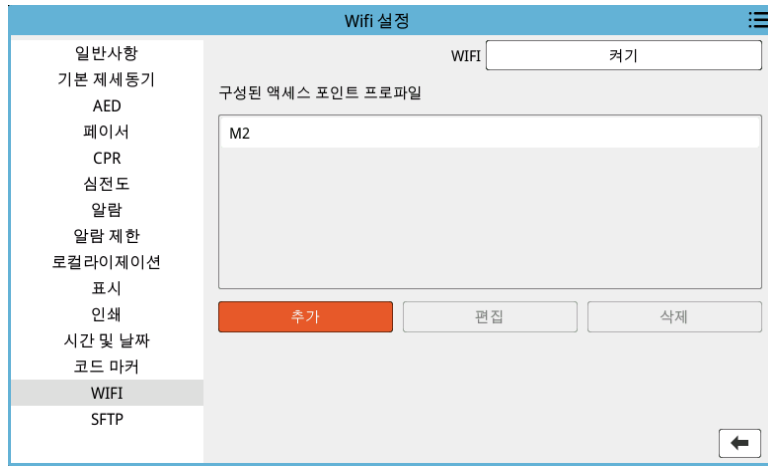 Wifi 설정
일반사항
기본 제세동기
AED
페이서
CPR
심전도
알람
알람 제한
로컬라이제이션
표시
인쇄
시간 및 날짜
코드 마커
WIFI
SFTP
WIFI 켜기
구성된 액세스 포인트 프로파일
M2
추가 편집 삭제